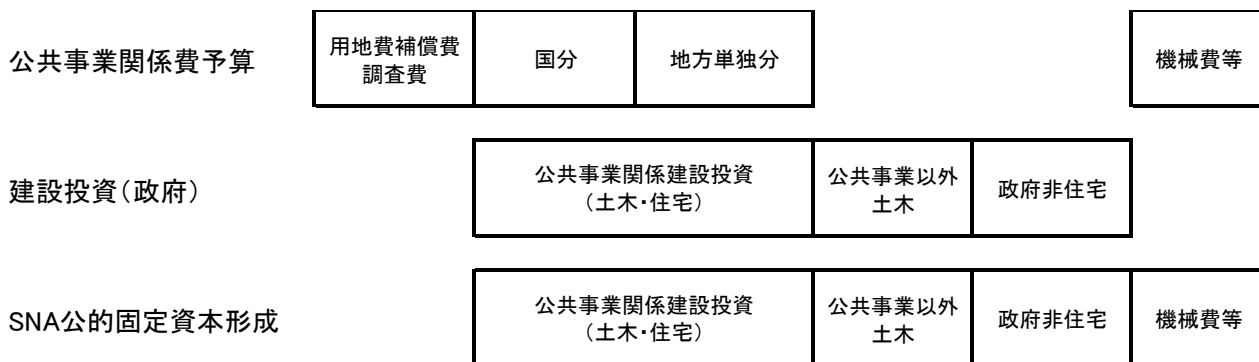 公共事業関係費予算
用地費補償費
調査費
国分
地方単独分
機械費等
建設投資（政府）
公共事業関係建設投資
（土木・住宅）
公共事業以外
土木
政府非住宅
SNA公的固定資本形成
公共事業関係建設投資
（土木・住宅）
公共事業以外
土木
政府非住宅
機械費等